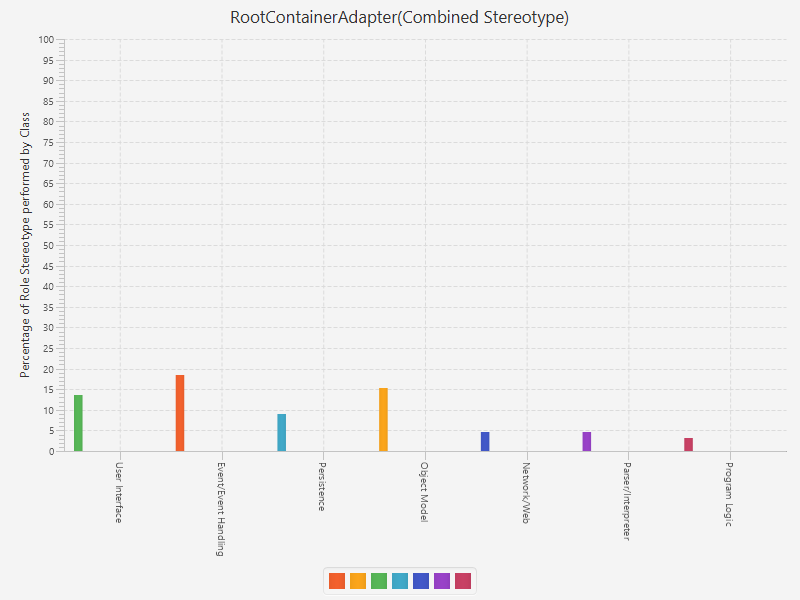 RootContainerAdapter(Combined Stereotype)
Percentage of Role Stereotype performed by Class
100
95
90
85
80
75
70
65
60
55
50
45
40
35
30
25
20
15
10
5
0
User Interface
Event/Event Handling
Persistence
Object Model
Network/Web
Parser/Interpreter
Program Logic